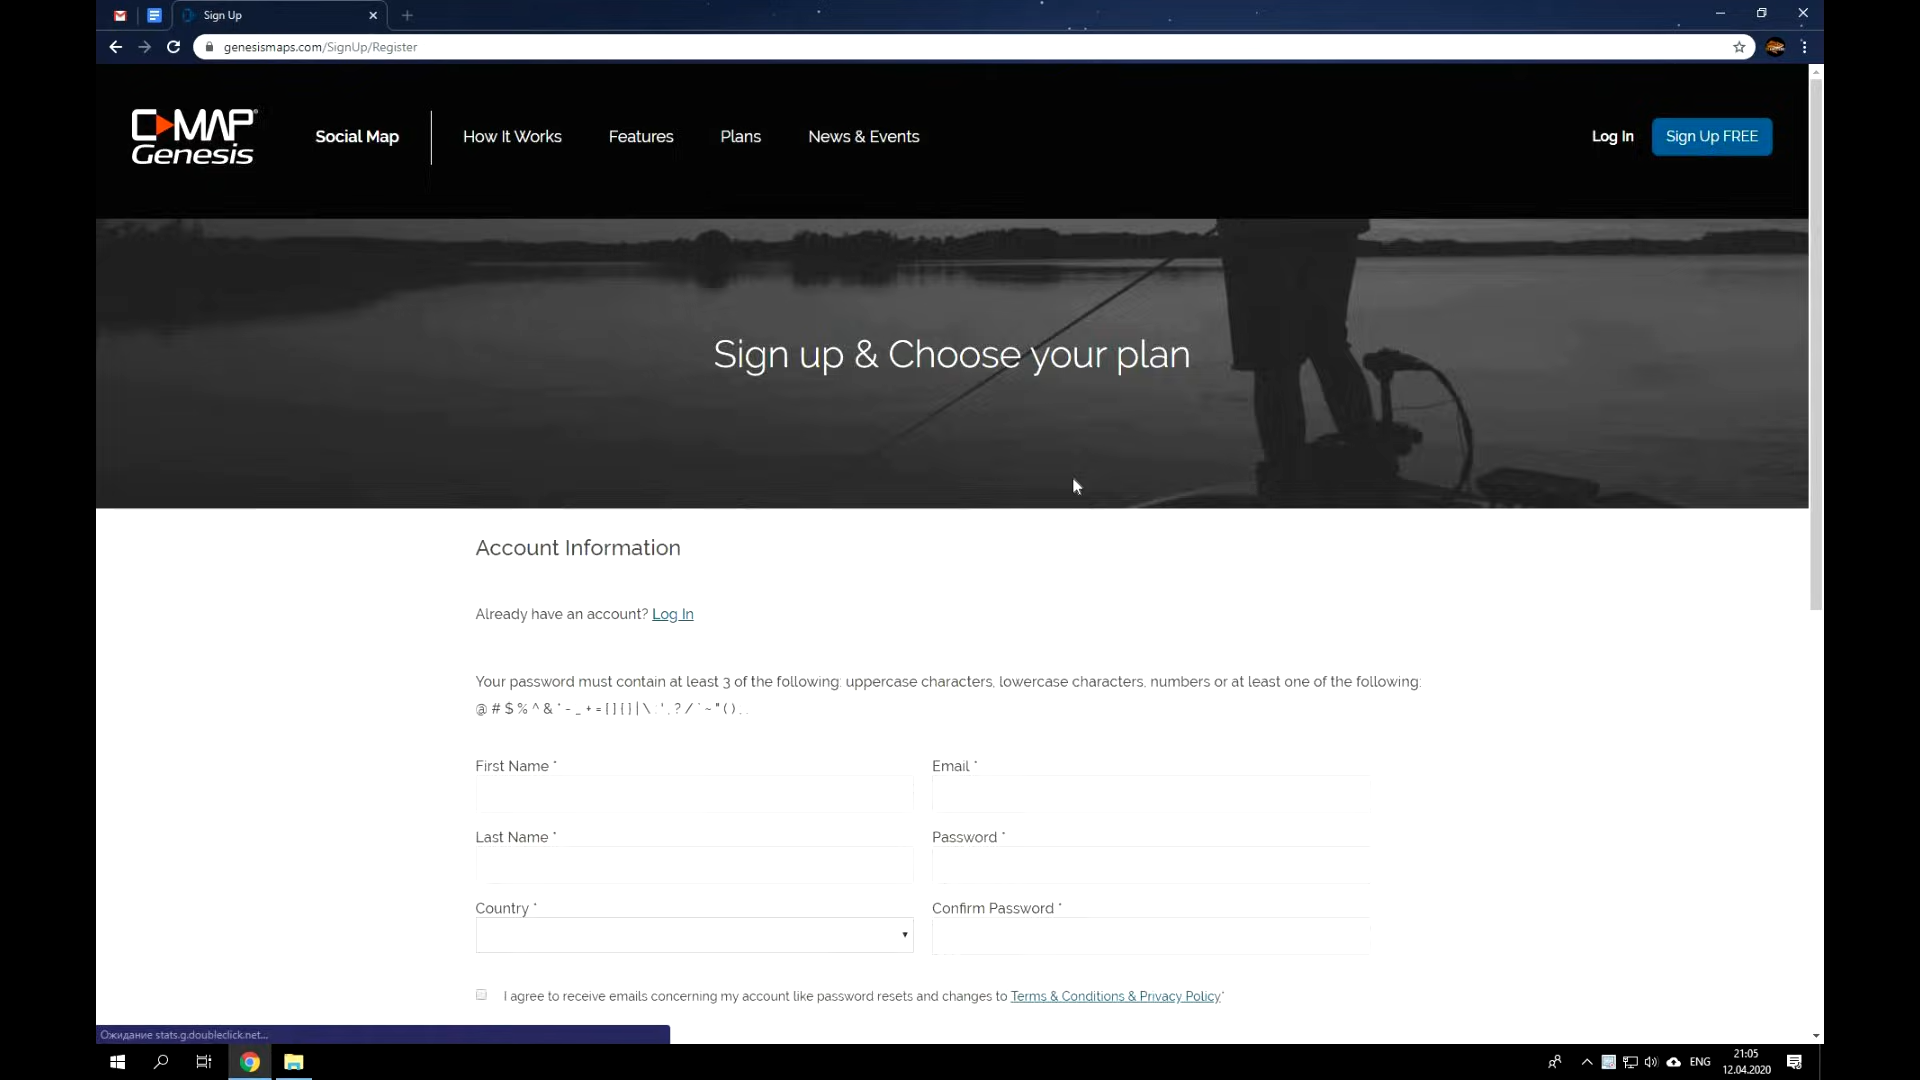 Sign Up
genesismaps.com/SignUp/Register
C-MAP®
Genesis
Social Map
How It Works
Features
Plans
News & Events
Log In
Sign Up FREE
Sign up & Choose your plan
Account Information
Already have an account? Log In
Your password must contain at least 3 of the following: uppercase characters, lowercase characters, numbers or at least one of the following:
@ # $ % ^ & * - _ + = [ ] { } | \ : ' , ? / ` ~ " ( ) ; .
First Name *
Email *
Last Name *
Password *
Country *
Confirm Password *
I agree to receive emails concerning my account like password resets and changes to Terms & Conditions & Privacy Policy*
Ожидание stats.g.doubleclick.net...
ENG
21:05
12.04.2020